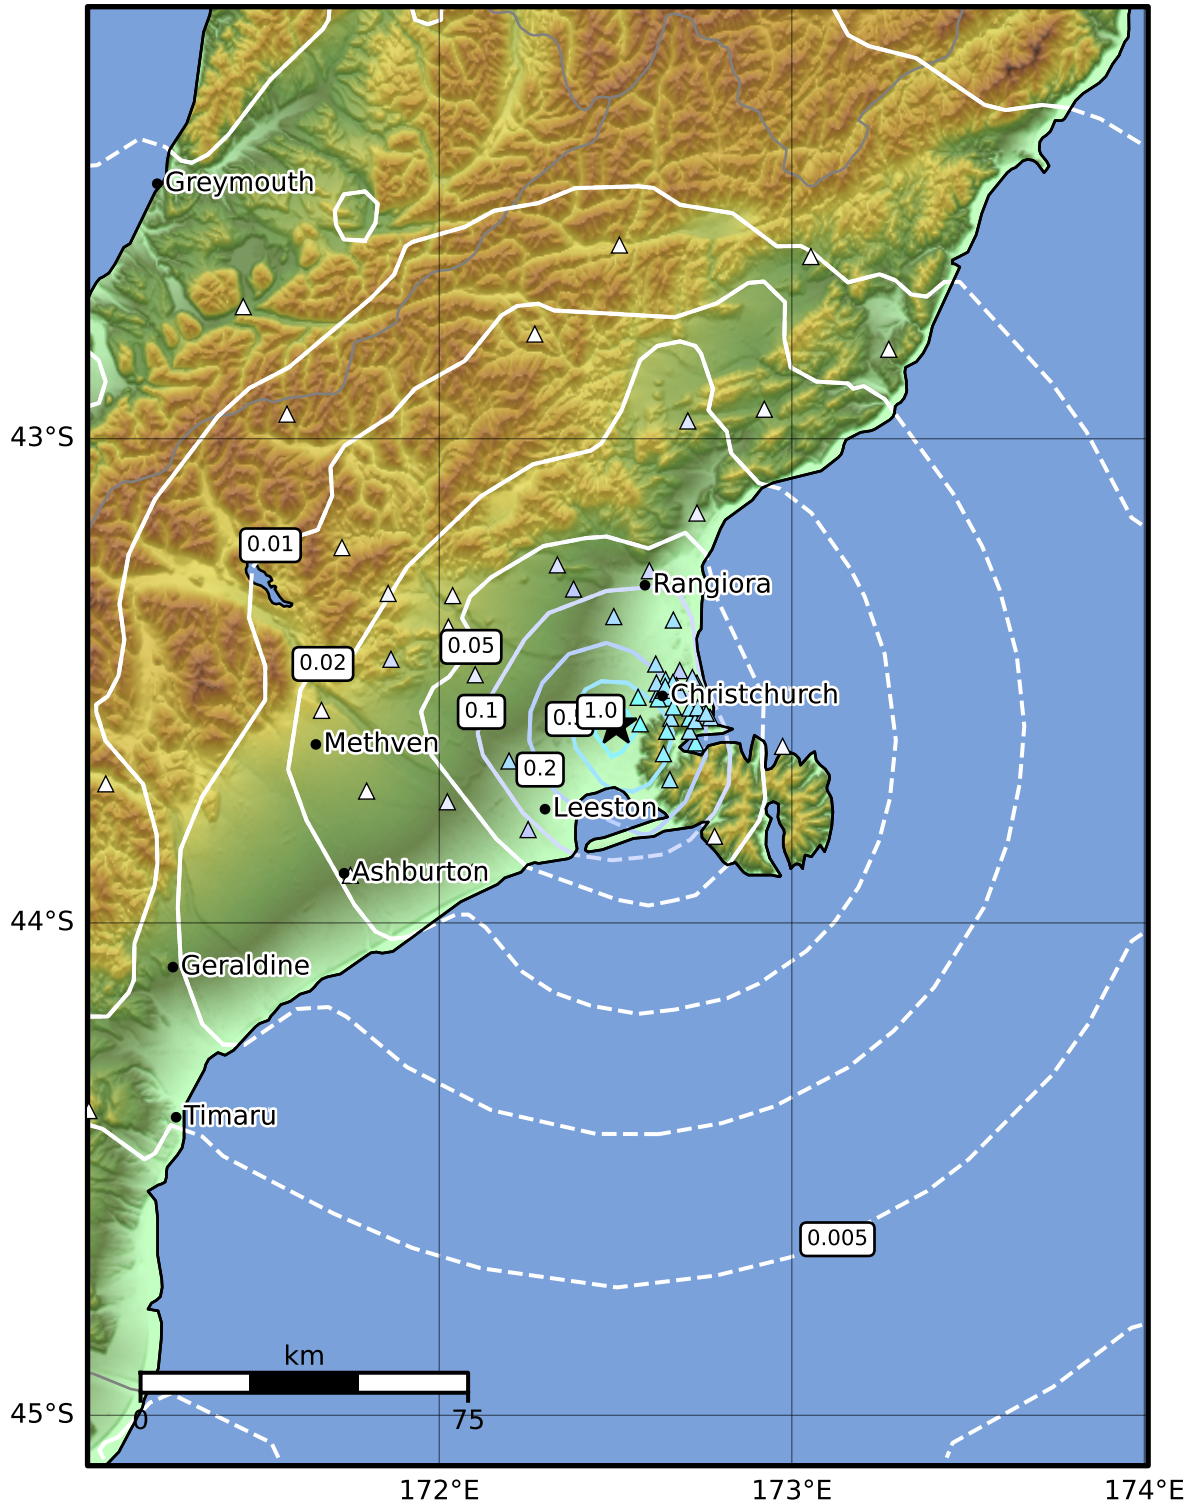 Greymouth
43°S
0.01
Rangiora
0.05
0.02
Christchurch
0.1
1.0
Methven
0.2
Leeston
Ashburton
44°S
Geraldine
Timaru
0.005
km
0
75
45°S
172°E
173°E
174°E